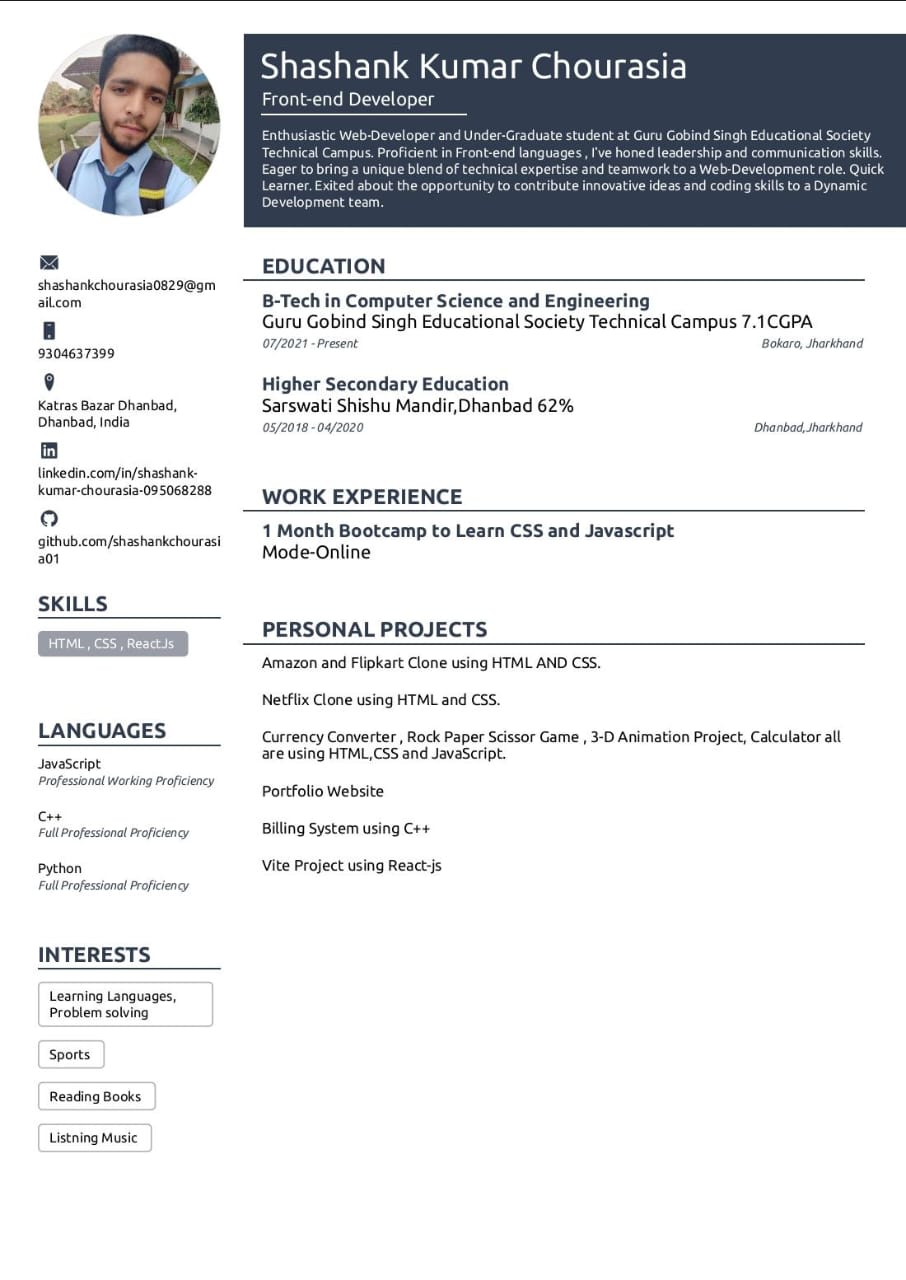 Shashank Kumar Chourasia
Front-end Developer
Enthusiastic Web-Developer and Under-Graduate student at Guru Gobind Singh Educational Society
Technical Campus. Proficient in Front-end languages , I've honed leadership and communication skills.
Eager to bring a unique blend of technical expertise and teamwork to a Web-Development role. Quick
Learner. Exited about the opportunity to contribute innovative ideas and coding skills to a Dynamic
Development team.
shashankchourasia0829@gm
ail.com
9304637399
Katras Bazar Dhanbad,
Dhanbad, India
linkedin.com/in/shashank-
kumar-chourasia-095068288
github.com/shashankchourasi
a01
SKILLS
HTML , CSS , ReactJs
LANGUAGES
JavaScript
Professional Working Proficiency
C++
Full Professional Proficiency
Python
Full Professional Proficiency
INTERESTS
Learning Languages,
Problem solving
Sports
Reading Books
Listning Music
EDUCATION
B-Tech in Computer Science and Engineering
Guru Gobind Singh Educational Society Technical Campus 7.1CGPA
07/2021 - Present Bokaro, Jharkhand
Higher Secondary Education
Sarswati Shishu Mandir,Dhanbad 62%
05/2018 - 04/2020 Dhanbad,Jharkhand
WORK EXPERIENCE
1 Month Bootcamp to Learn CSS and Javascript
Mode-Online
PERSONAL PROJECTS
Amazon and Flipkart Clone using HTML AND CSS.
Netflix Clone using HTML and CSS.
Currency Converter , Rock Paper Scissor Game , 3-D Animation Project, Calculator all
are using HTML,CSS and JavaScript.
Portfolio Website
Billing System using C++
Vite Project using React-js